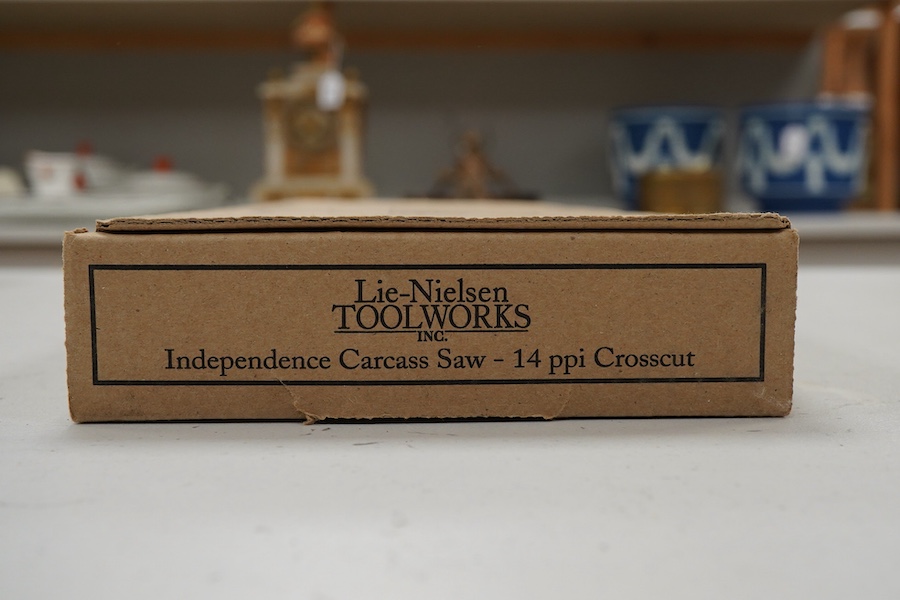 Lie-Nielsen
TOOLWORKS
INC.
Independence Carcass Saw - 14 ppi Crosscut